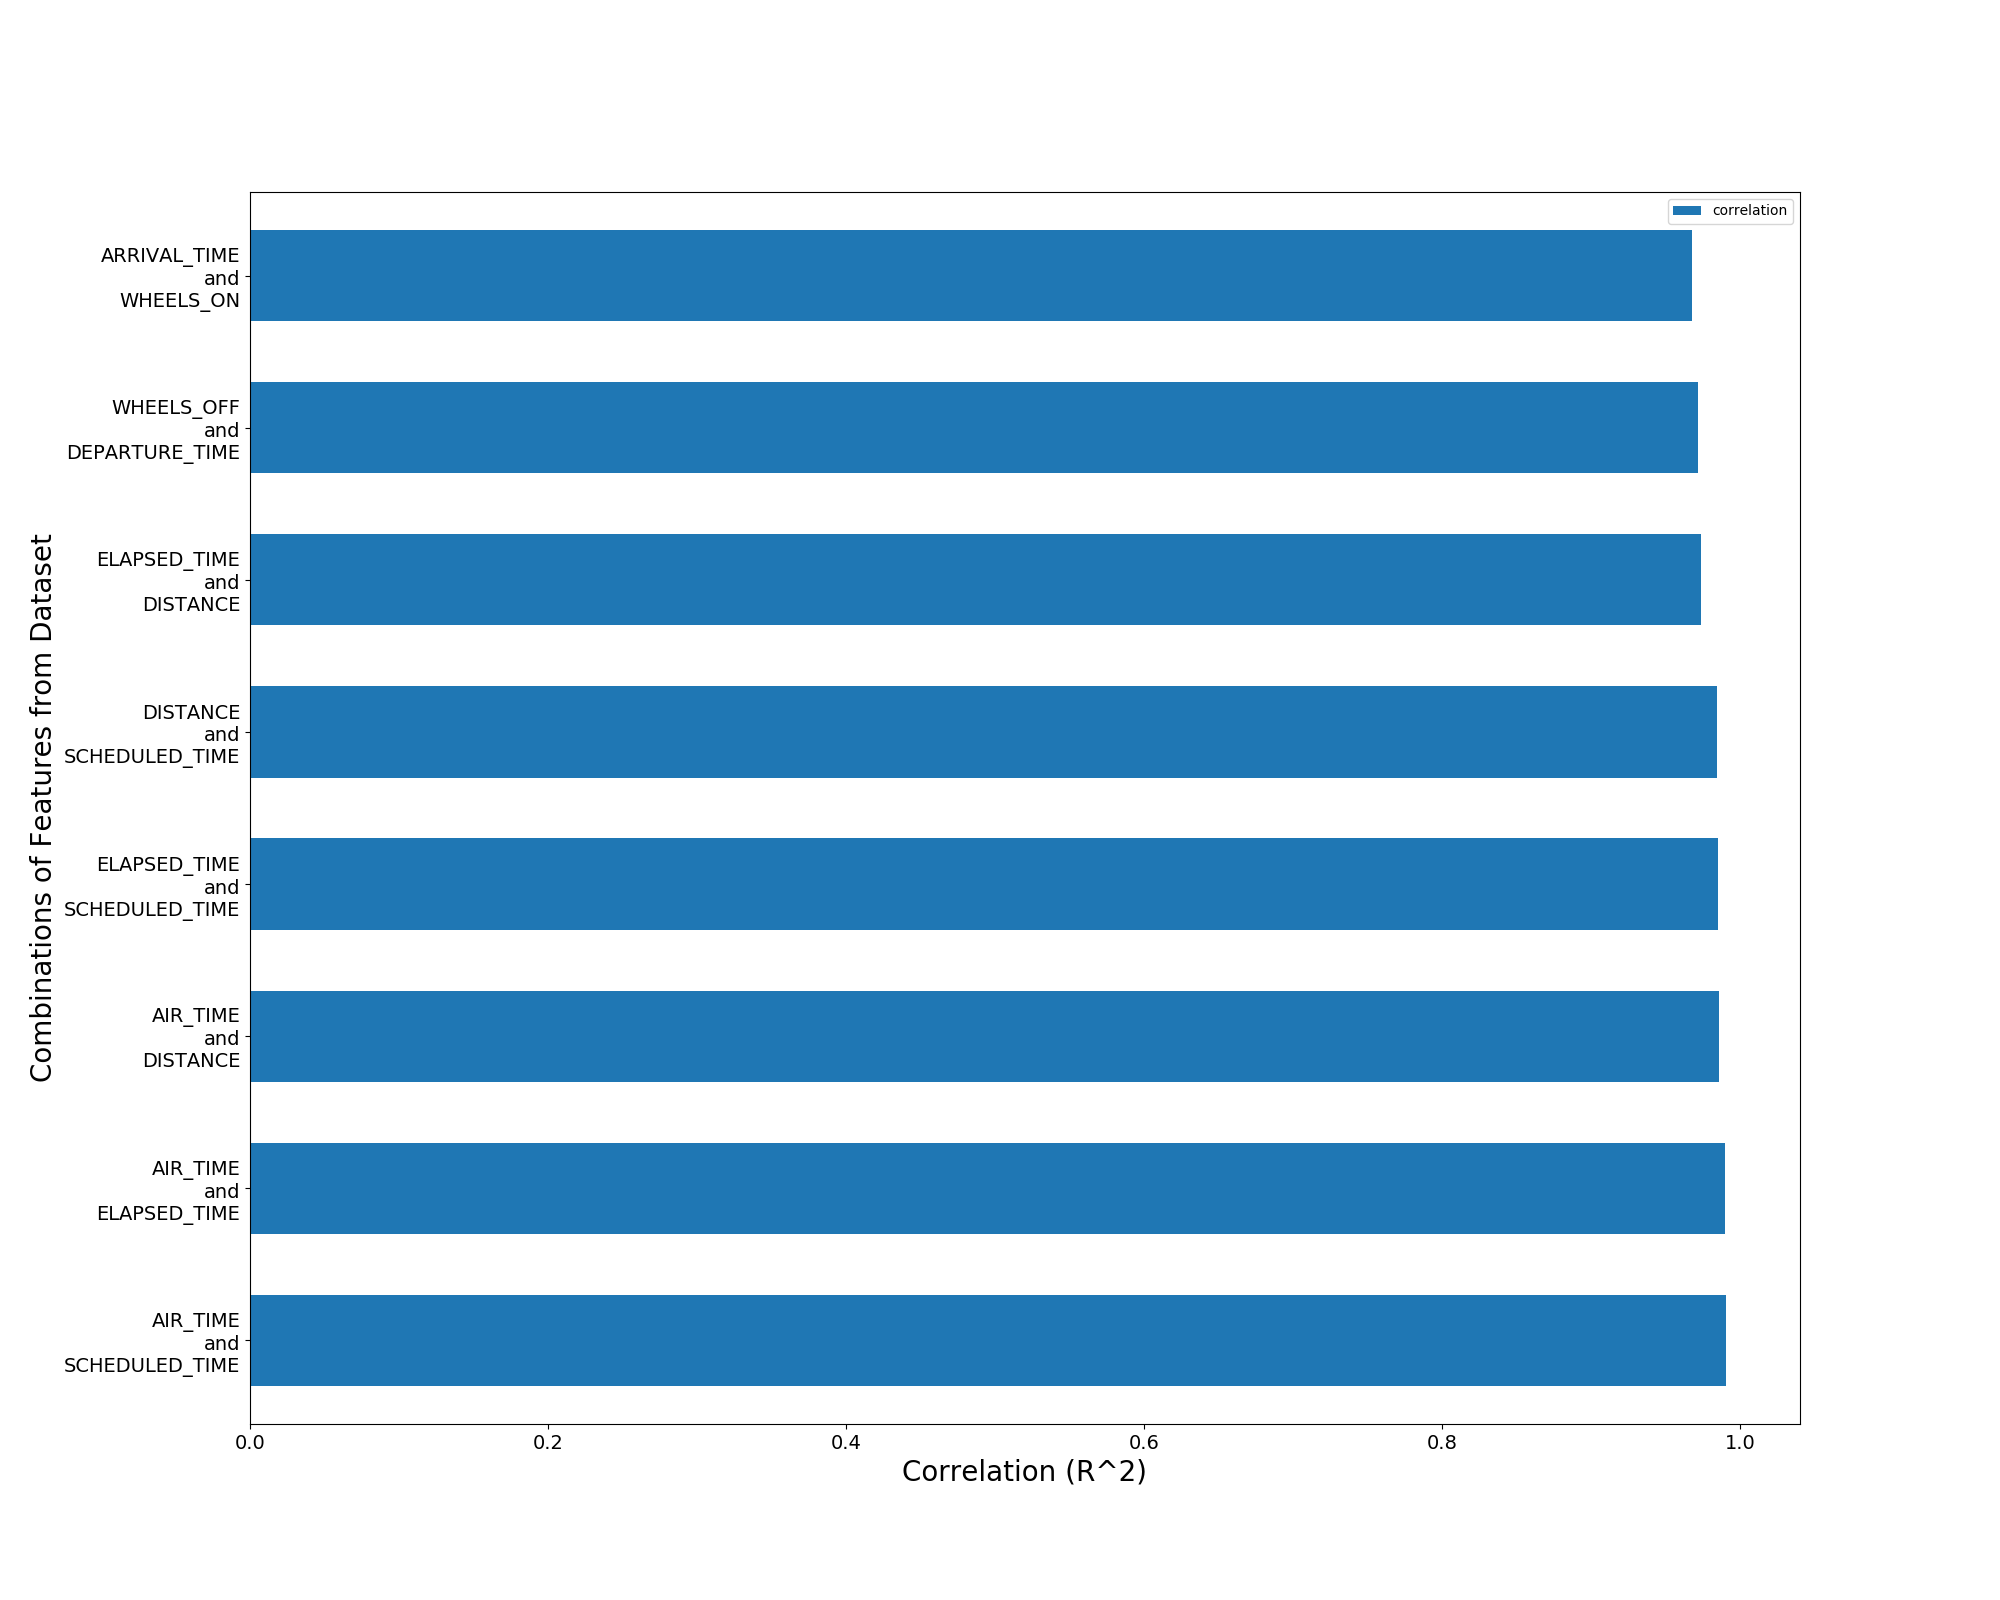 correlation
ARRIVAL_TIME
and
WHEELS_ON
WHEELS_OFF
and
DEPARTURE_TIME
ELAPSED_TIME
and
DISTANCE
DISTANCE
and
SCHEDULED_TIME
ELAPSED_TIME
and
SCHEDULED_TIME
AIR_TIME
and
DISTANCE
AIR_TIME
and
ELAPSED_TIME
AIR_TIME
and
SCHEDULED_TIME
Combinations of Features from Dataset
0.0 0.2 0.4 0.6 0.8 1.0
Correlation (R^2)